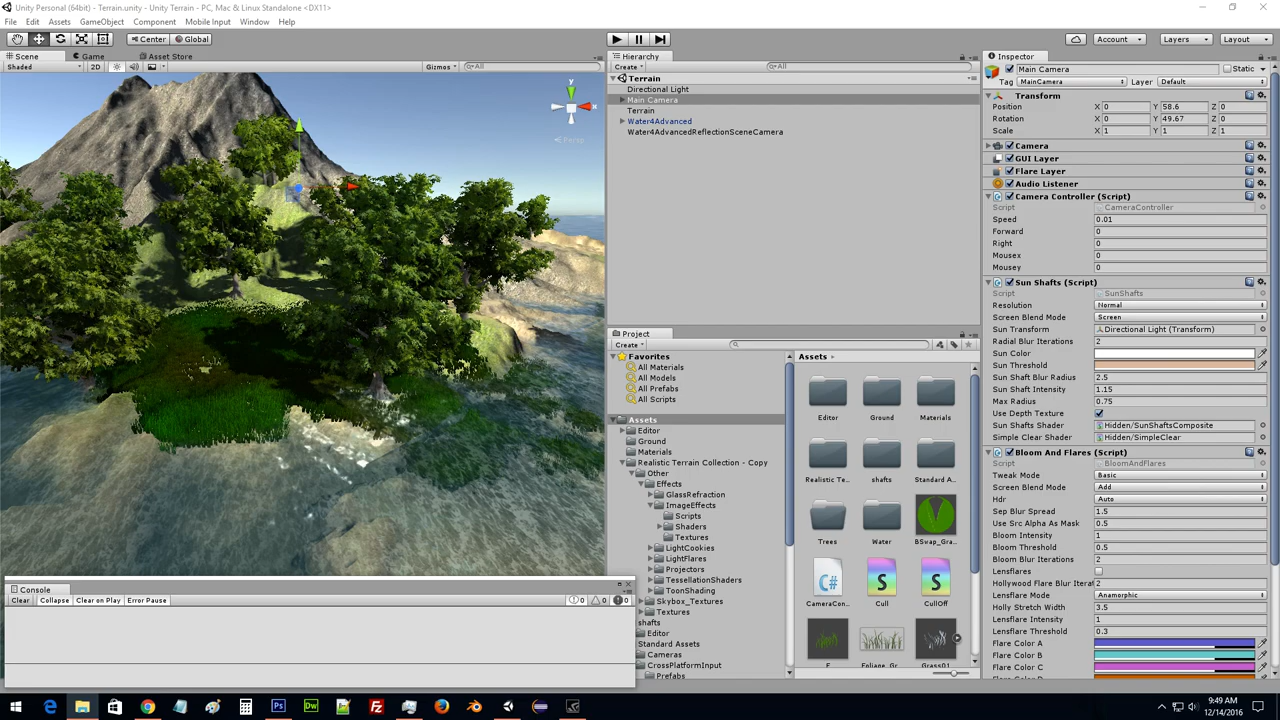 Unity Personal (64bit) - Terrain.unity - Unity Terrain - PC, Mac & Linux Standalone <DX11>
File Edit Assets GameObject Component Mobile Input Window Help
Center Global Account Layers Layout
Scene Game Asset Store
Shaded 2D Gizmos All
y
x
Persp
Hierarchy
Create All
Terrain
Directional Light
Main Camera
Terrain
Water4Advanced
Water4AdvancedReflectionSceneCamera
Project
Create
Favorites
All Materials
All Models
All Prefabs
All Scripts
Assets
Editor
Ground
Materials
Realistic Terrain Collection - Copy
Other
Effects
GlassRefraction
ImageEffects
Scripts
Shaders
Textures
LightCookies
LightFlares
Projectors
TessellationShaders
ToonShading
Skybox_Textures
Textures
shafts
Editor
Standard Assets
Cameras
CrossPlatformInput
Prefabs
Assets
Editor Ground Materials
Realistic Te... shafts Standard A...
Trees Water BSwap_Gra...
C# S S
CameraCon... Cull CullOff
F Foliage_Gr... Grass01
Inspector
Main Camera Static
Tag MainCamera Layer Default
Transform
Position X 0 Y 58.6 Z 0
Rotation X 0 Y 49.67 Z 0
Scale X 1 Y 1 Z 1
Camera
GUI Layer
Flare Layer
Audio Listener
Camera Controller (Script)
Script CameraController
Speed 0.01
Forward 0
Right 0
Mousex 0
Mousey 0
Sun Shafts (Script)
Script SunShafts
Resolution Normal
Screen Blend Mode Screen
Sun Transform Directional Light (Transform)
Radial Blur Iterations 2
Sun Color
Sun Threshold
Sun Shaft Blur Radius 2.5
Sun Shaft Intensity 1.15
Max Radius 0.75
Use Depth Texture
Sun Shafts Shader Hidden/SunShaftsComposite
Simple Clear Shader Hidden/SimpleClear
Bloom And Flares (Script)
Script BloomAndFlares
Tweak Mode Basic
Screen Blend Mode Add
Hdr Auto
Sep Blur Spread 1.5
Use Src Alpha As Mask 0.5
Bloom Intensity 1
Bloom Threshold 0.5
Bloom Blur Iterations 2
Lensflares
Hollywood Flare Blur Iterat 2
Lensflare Mode Anamorphic
Holly Stretch Width 3.5
Lensflare Intensity 1
Lensflare Threshold 0.3
Flare Color A
Flare Color B
Flare Color C
Console
Clear Collapse Clear on Play Error Pause 0 0 0
Ps Dw
9:49 AM
12/14/2016